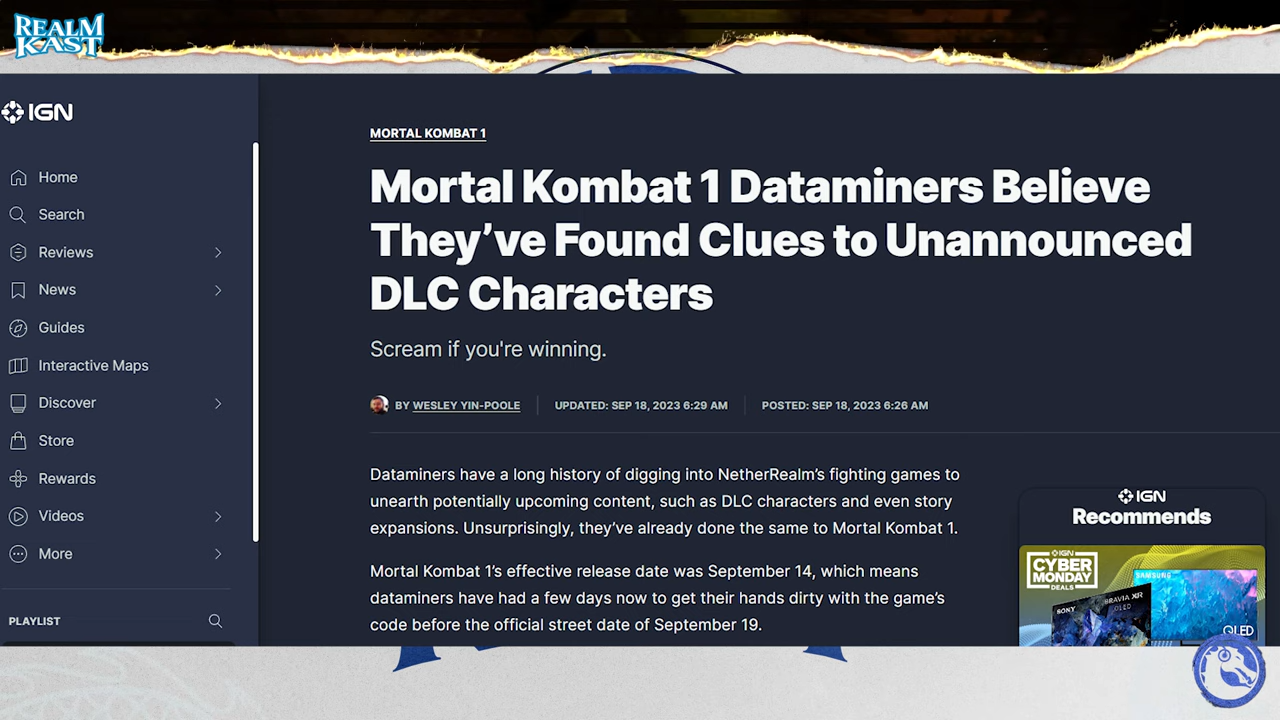 REALM
KAST
IGN
Home
Search
Reviews
News
Guides
Interactive Maps
Discover
Store
Rewards
Videos
More
PLAYLIST
MORTAL KOMBAT 1
Mortal Kombat 1 Dataminers Believe
They’ve Found Clues to Unannounced
DLC Characters
Scream if you're winning.
BY WESLEY YIN-POOLE
UPDATED: SEP 18, 2023 6:29 AM
POSTED: SEP 18, 2023 6:26 AM
Dataminers have a long history of digging into NetherRealm’s fighting games to
unearth potentially upcoming content, such as DLC characters and even story
expansions. Unsurprisingly, they’ve already done the same to Mortal Kombat 1.
Mortal Kombat 1’s effective release date was September 14, which means
dataminers have had a few days now to get their hands dirty with the game’s
code before the official street date of September 19.
IGN
Recommends
IGN
CYBER
MONDAY
DEALS
SAMSUNG
SONY
BRAVIA XR
OLED
QLED